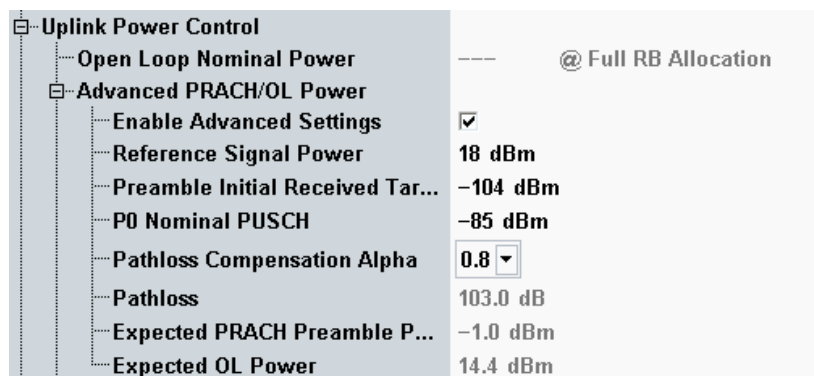 Uplink Power Control
Open Loop Nominal Power --- @ Full RB Allocation
Advanced PRACH/OL Power
Enable Advanced Settings
Reference Signal Power 18 dBm
Preamble Initial Received Tar... −104 dBm
P0 Nominal PUSCH −85 dBm
Pathloss Compensation Alpha 0.8
Pathloss 103.0 dB
Expected PRACH Preamble P... −1.0 dBm
Expected OL Power 14.4 dBm